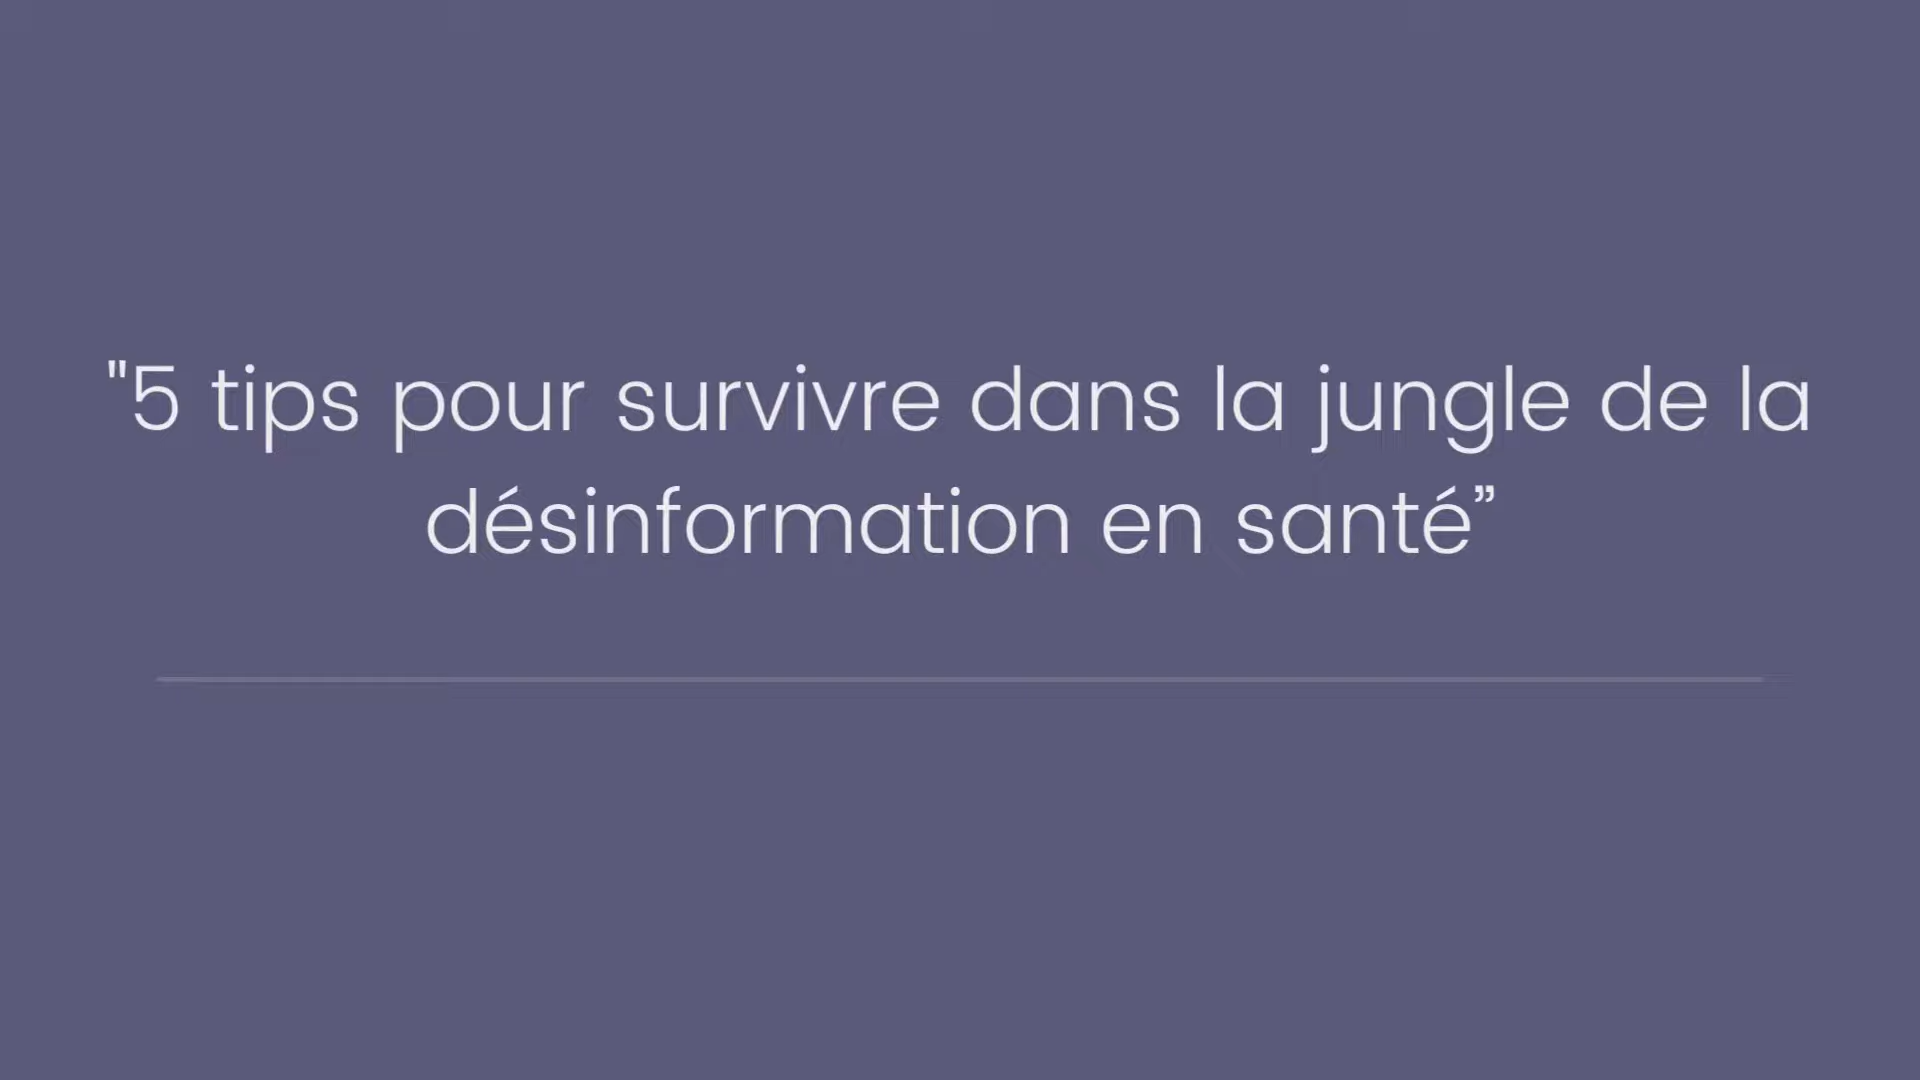 "5 tips pour survivre dans la jungle de la
désinformation en santé”